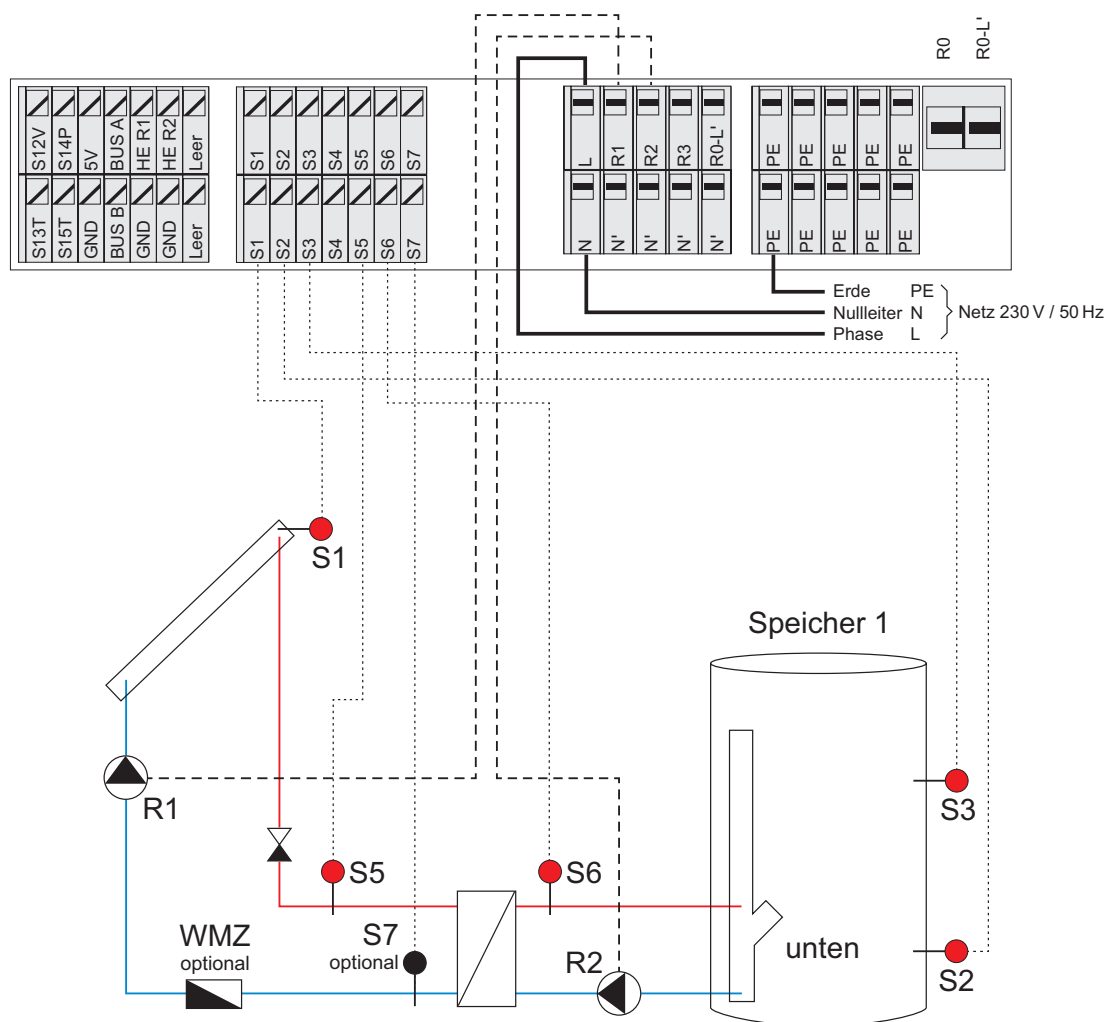 R0
R0-L'
S12V
S14P
5V
BUS A
HE R1
HE R2
Leer
S1
S2
S3
S4
S5
S6
S7
L
R1
R2
R3
R0-L'
PE
PE
PE
PE
PE
S13T
S15T
GND
BUS B
GND
GND
Leer
S1
S2
S3
S4
S5
S6
S7
N
N'
N'
N'
N'
PE
PE
PE
PE
PE
Erde PE
Nullleiter N
Netz 230 V / 50 Hz
Phase L
S1
Speicher 1
R1
S3
S5
S6
WMZ
optional
S7
optional
R2
unten
S2